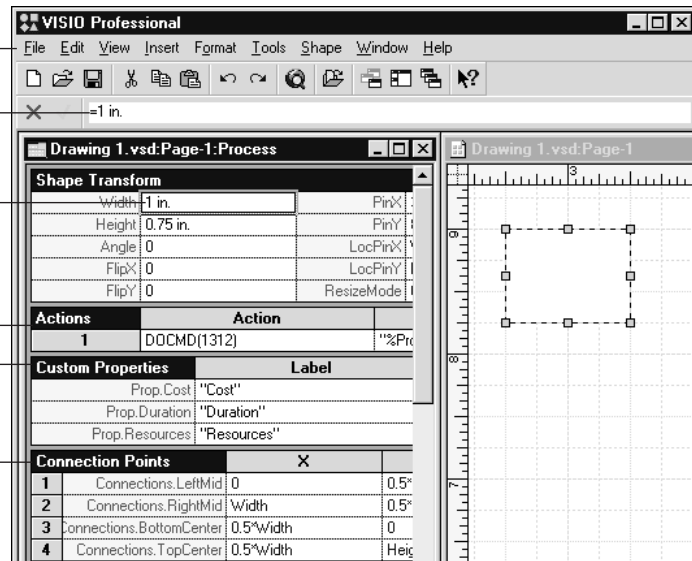 VISIO Professional
File Edit View Insert Format Tools Shape Window Help
=1 in.
Drawing 1.vsd:Page-1:Process
Drawing 1.vsd:Page-1
Shape Transform
Width 1 in. PinX
Height 0.75 in. PinY
Angle 0 LocPinX
FlipX 0 LocPinY
FlipY 0 ResizeMode
Actions Action
1 DOCMD(1312) "%Pro
Custom Properties Label
Prop.Cost "Cost"
Prop.Duration "Duration"
Prop.Resources "Resources"
Connection Points X
1 Connections.LeftMid 0 0.5*
2 Connections.RightMid Width 0.5*
3 Connections.BottomCenter 0.5*Width 0
4 Connections.TopCenter 0.5*Width Heig
3
9
8
7